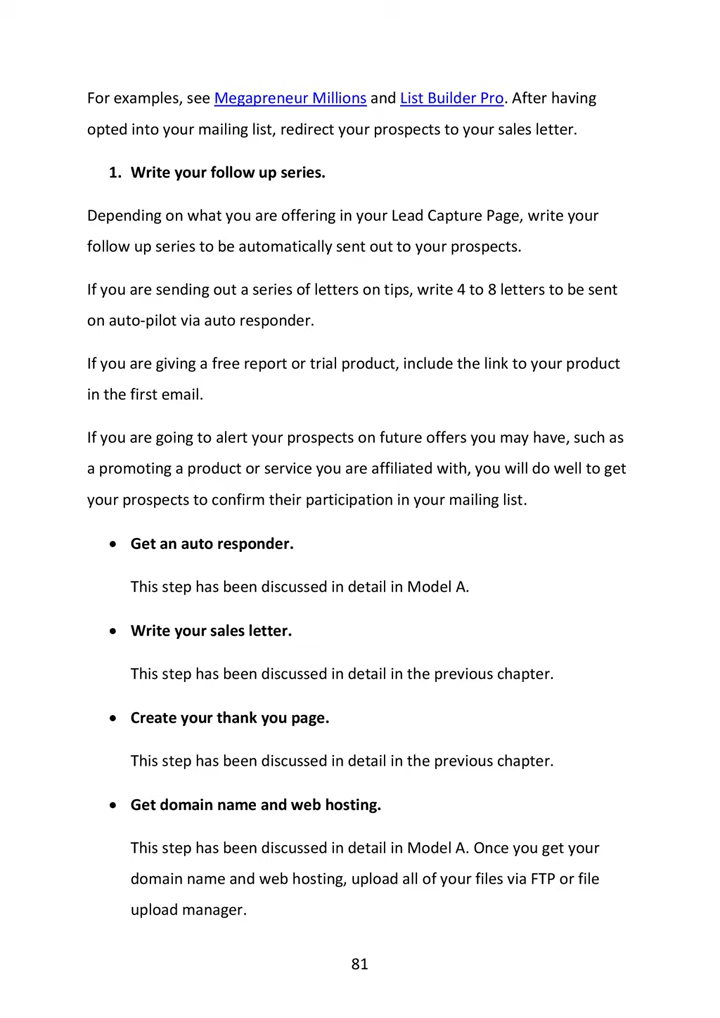 For examples, see Megapreneur Millions and List Builder Pro. After having
opted into your mailing list, redirect your prospects to your sales letter.
1. Write your follow up series.
Depending on what you are offering in your Lead Capture Page, write your
follow up series to be automatically sent out to your prospects.
If you are sending out a series of letters on tips, write 4 to 8 letters to be sent
on auto-pilot via auto responder.
If you are giving a free report or trial product, include the link to your product
in the first email.
If you are going to alert your prospects on future offers you may have, such as
a promoting a product or service you are affiliated with, you will do well to get
your prospects to confirm their participation in your mailing list.
• Get an auto responder.
This step has been discussed in detail in Model A.
• Write your sales letter.
This step has been discussed in detail in the previous chapter.
• Create your thank you page.
This step has been discussed in detail in the previous chapter.
• Get domain name and web hosting.
This step has been discussed in detail in Model A. Once you get your
domain name and web hosting, upload all of your files via FTP or file
upload manager.
81